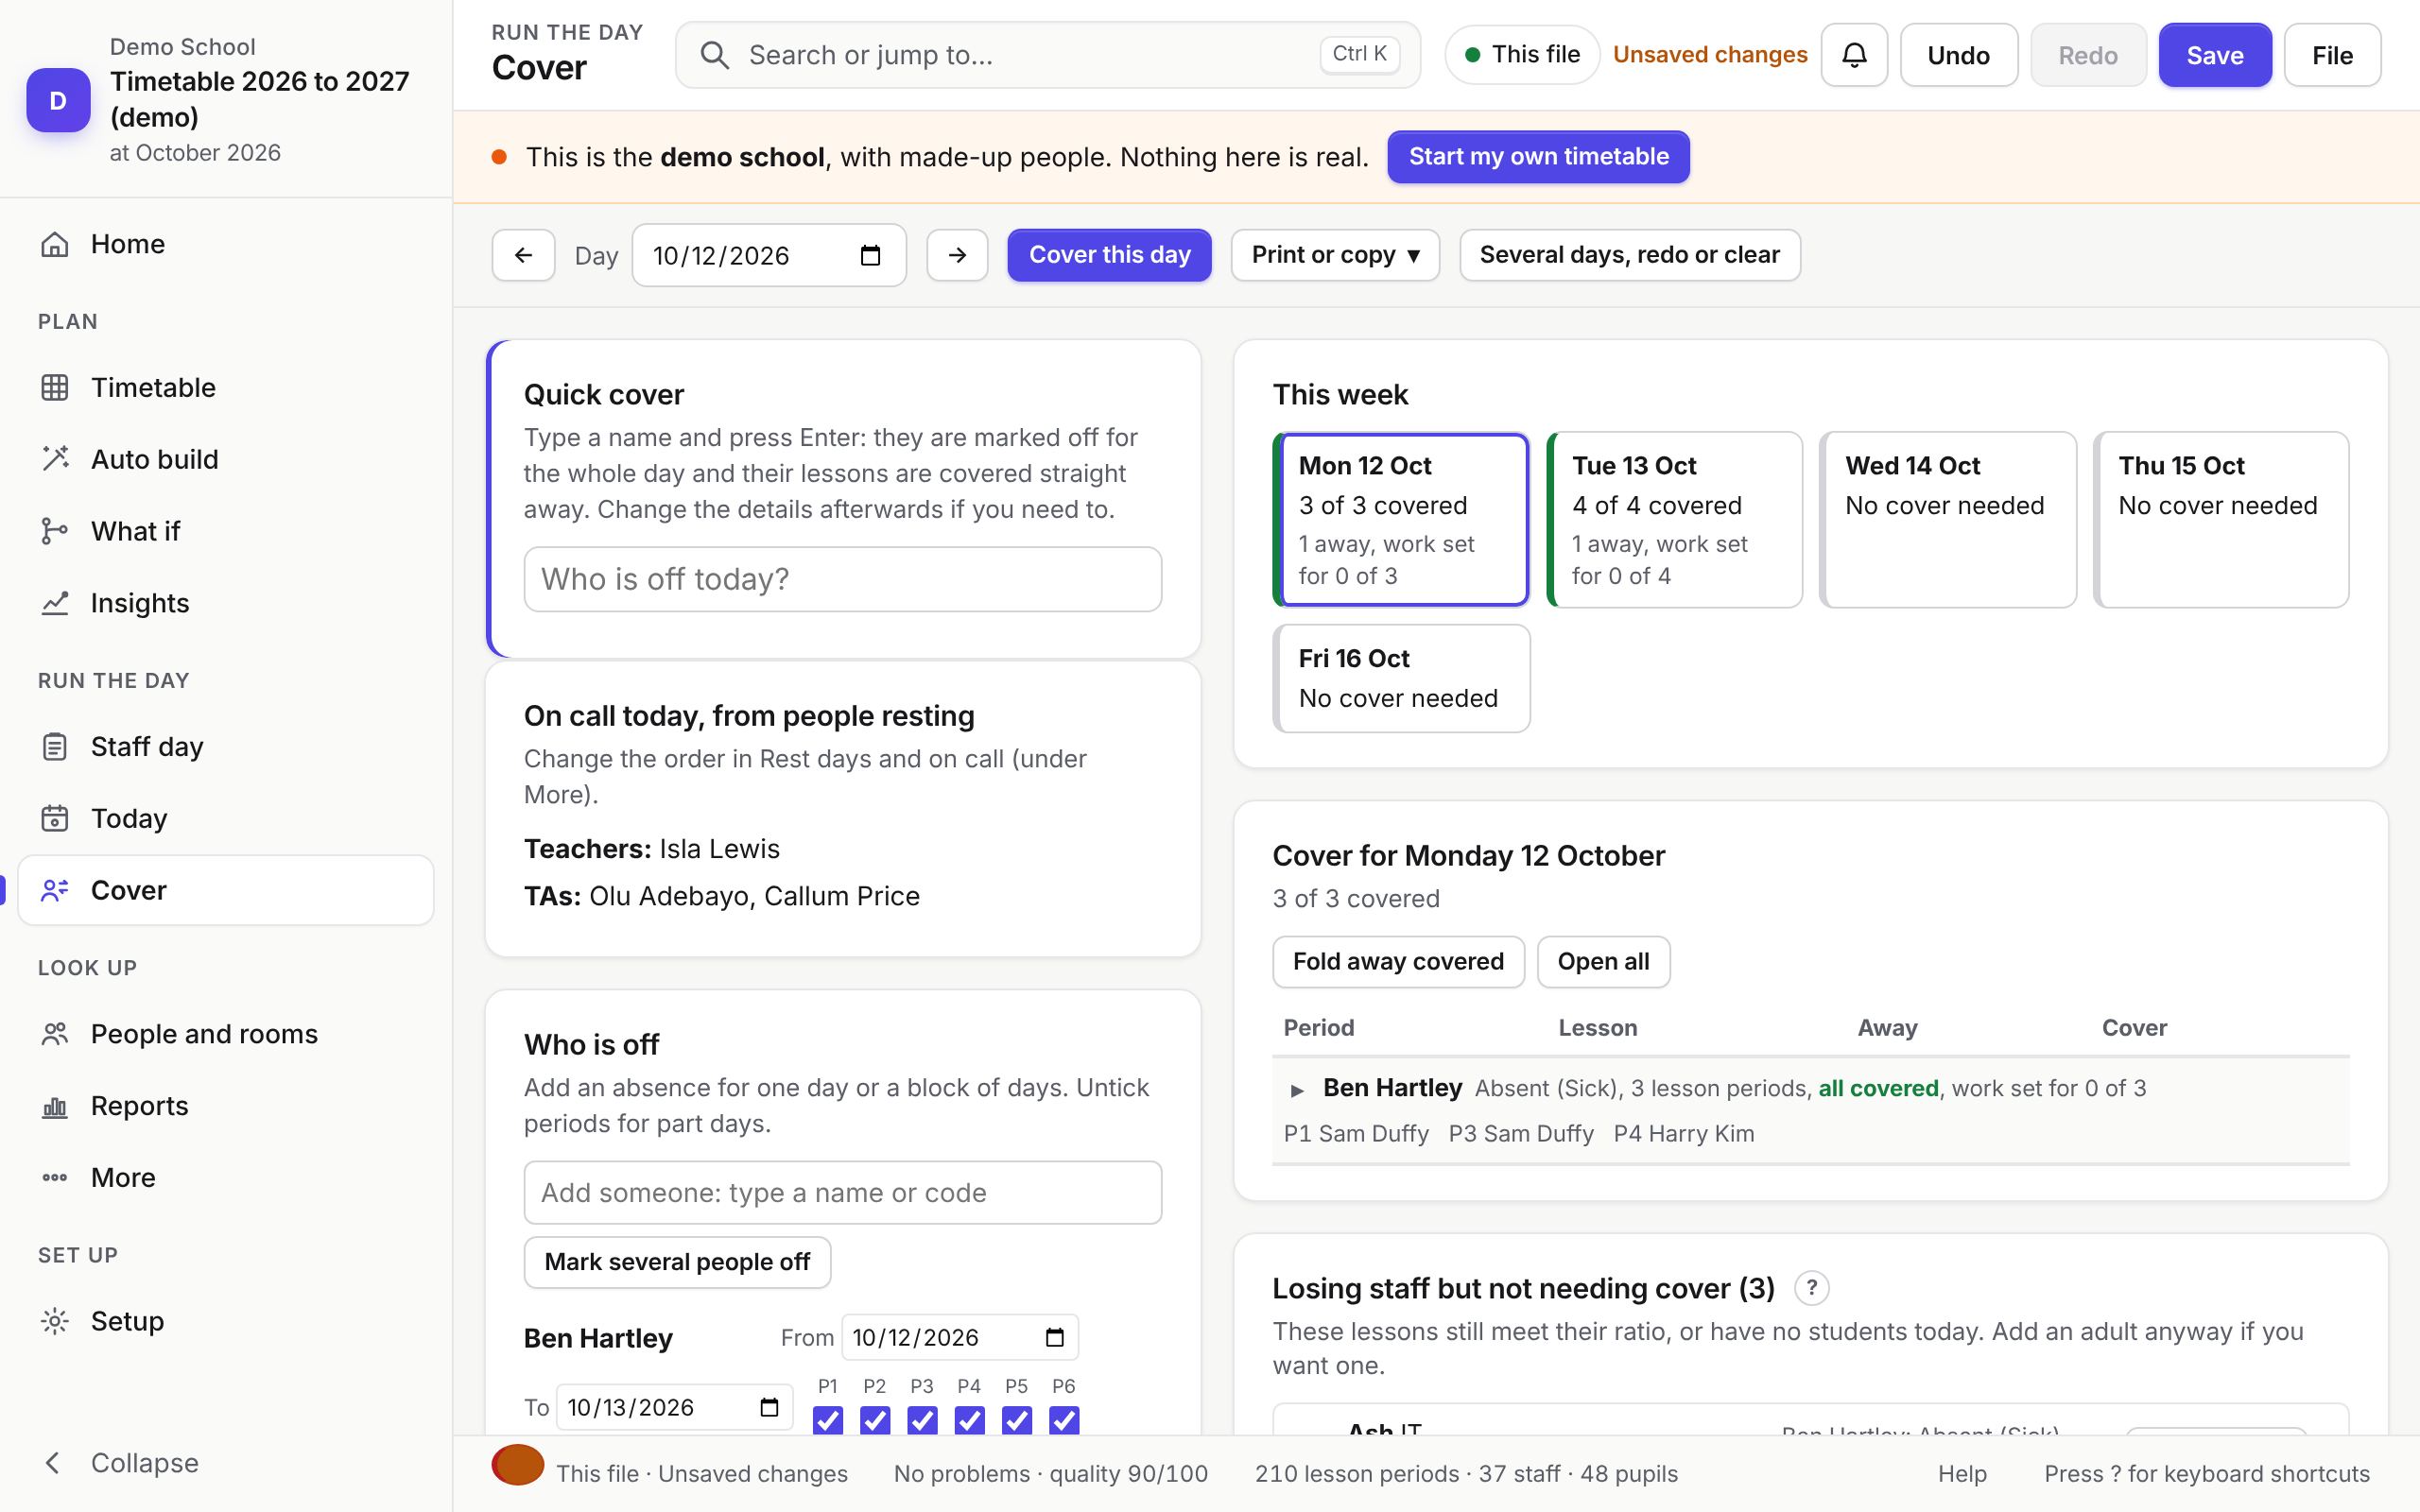 Demo School
D
Timetable 2026 to 2027
(demo)
at October 2026
Home
PLAN
Timetable
Auto build
What if
Insights
RUN THE DAY
Staff day
Today
Cover
LOOK UP
People and rooms
Reports
More
SET UP
Setup
Collapse
RUN THE DAY
Cover
Search or jump to... Ctrl K
This file
Unsaved changes
Undo
Redo
Save
File
This is the demo school, with made-up people. Nothing here is real.
Start my own timetable
Day 10/12/2026
Cover this day
Print or copy ▾
Several days, redo or clear
Quick cover
Type a name and press Enter: they are marked off for
the whole day and their lessons are covered straight
away. Change the details afterwards if you need to.
Who is off today?
On call today, from people resting
Change the order in Rest days and on call (under
More).
Teachers: Isla Lewis
TAs: Olu Adebayo, Callum Price
Who is off
Add an absence for one day or a block of days. Untick
periods for part days.
Add someone: type a name or code
Mark several people off
Ben Hartley From 10/12/2026
To 10/13/2026 P1 P2 P3 P4 P5 P6
This week
Mon 12 Oct
3 of 3 covered
1 away, work set
for 0 of 3
Tue 13 Oct
4 of 4 covered
1 away, work set
for 0 of 4
Wed 14 Oct
No cover needed
Thu 15 Oct
No cover needed
Fri 16 Oct
No cover needed
Cover for Monday 12 October
3 of 3 covered
Fold away covered
Open all
Period Lesson Away Cover
Ben Hartley Absent (Sick), 3 lesson periods, all covered, work set for 0 of 3
P1 Sam Duffy P3 Sam Duffy P4 Harry Kim
Losing staff but not needing cover (3) ?
These lessons still meet their ratio, or have no students today. Add an adult anyway if you
want one.
Ash IT Ben Hartley: Absent (Sick)
This file · Unsaved changes
No problems · quality 90/100
210 lesson periods · 37 staff · 48 pupils
Help
Press ? for keyboard shortcuts